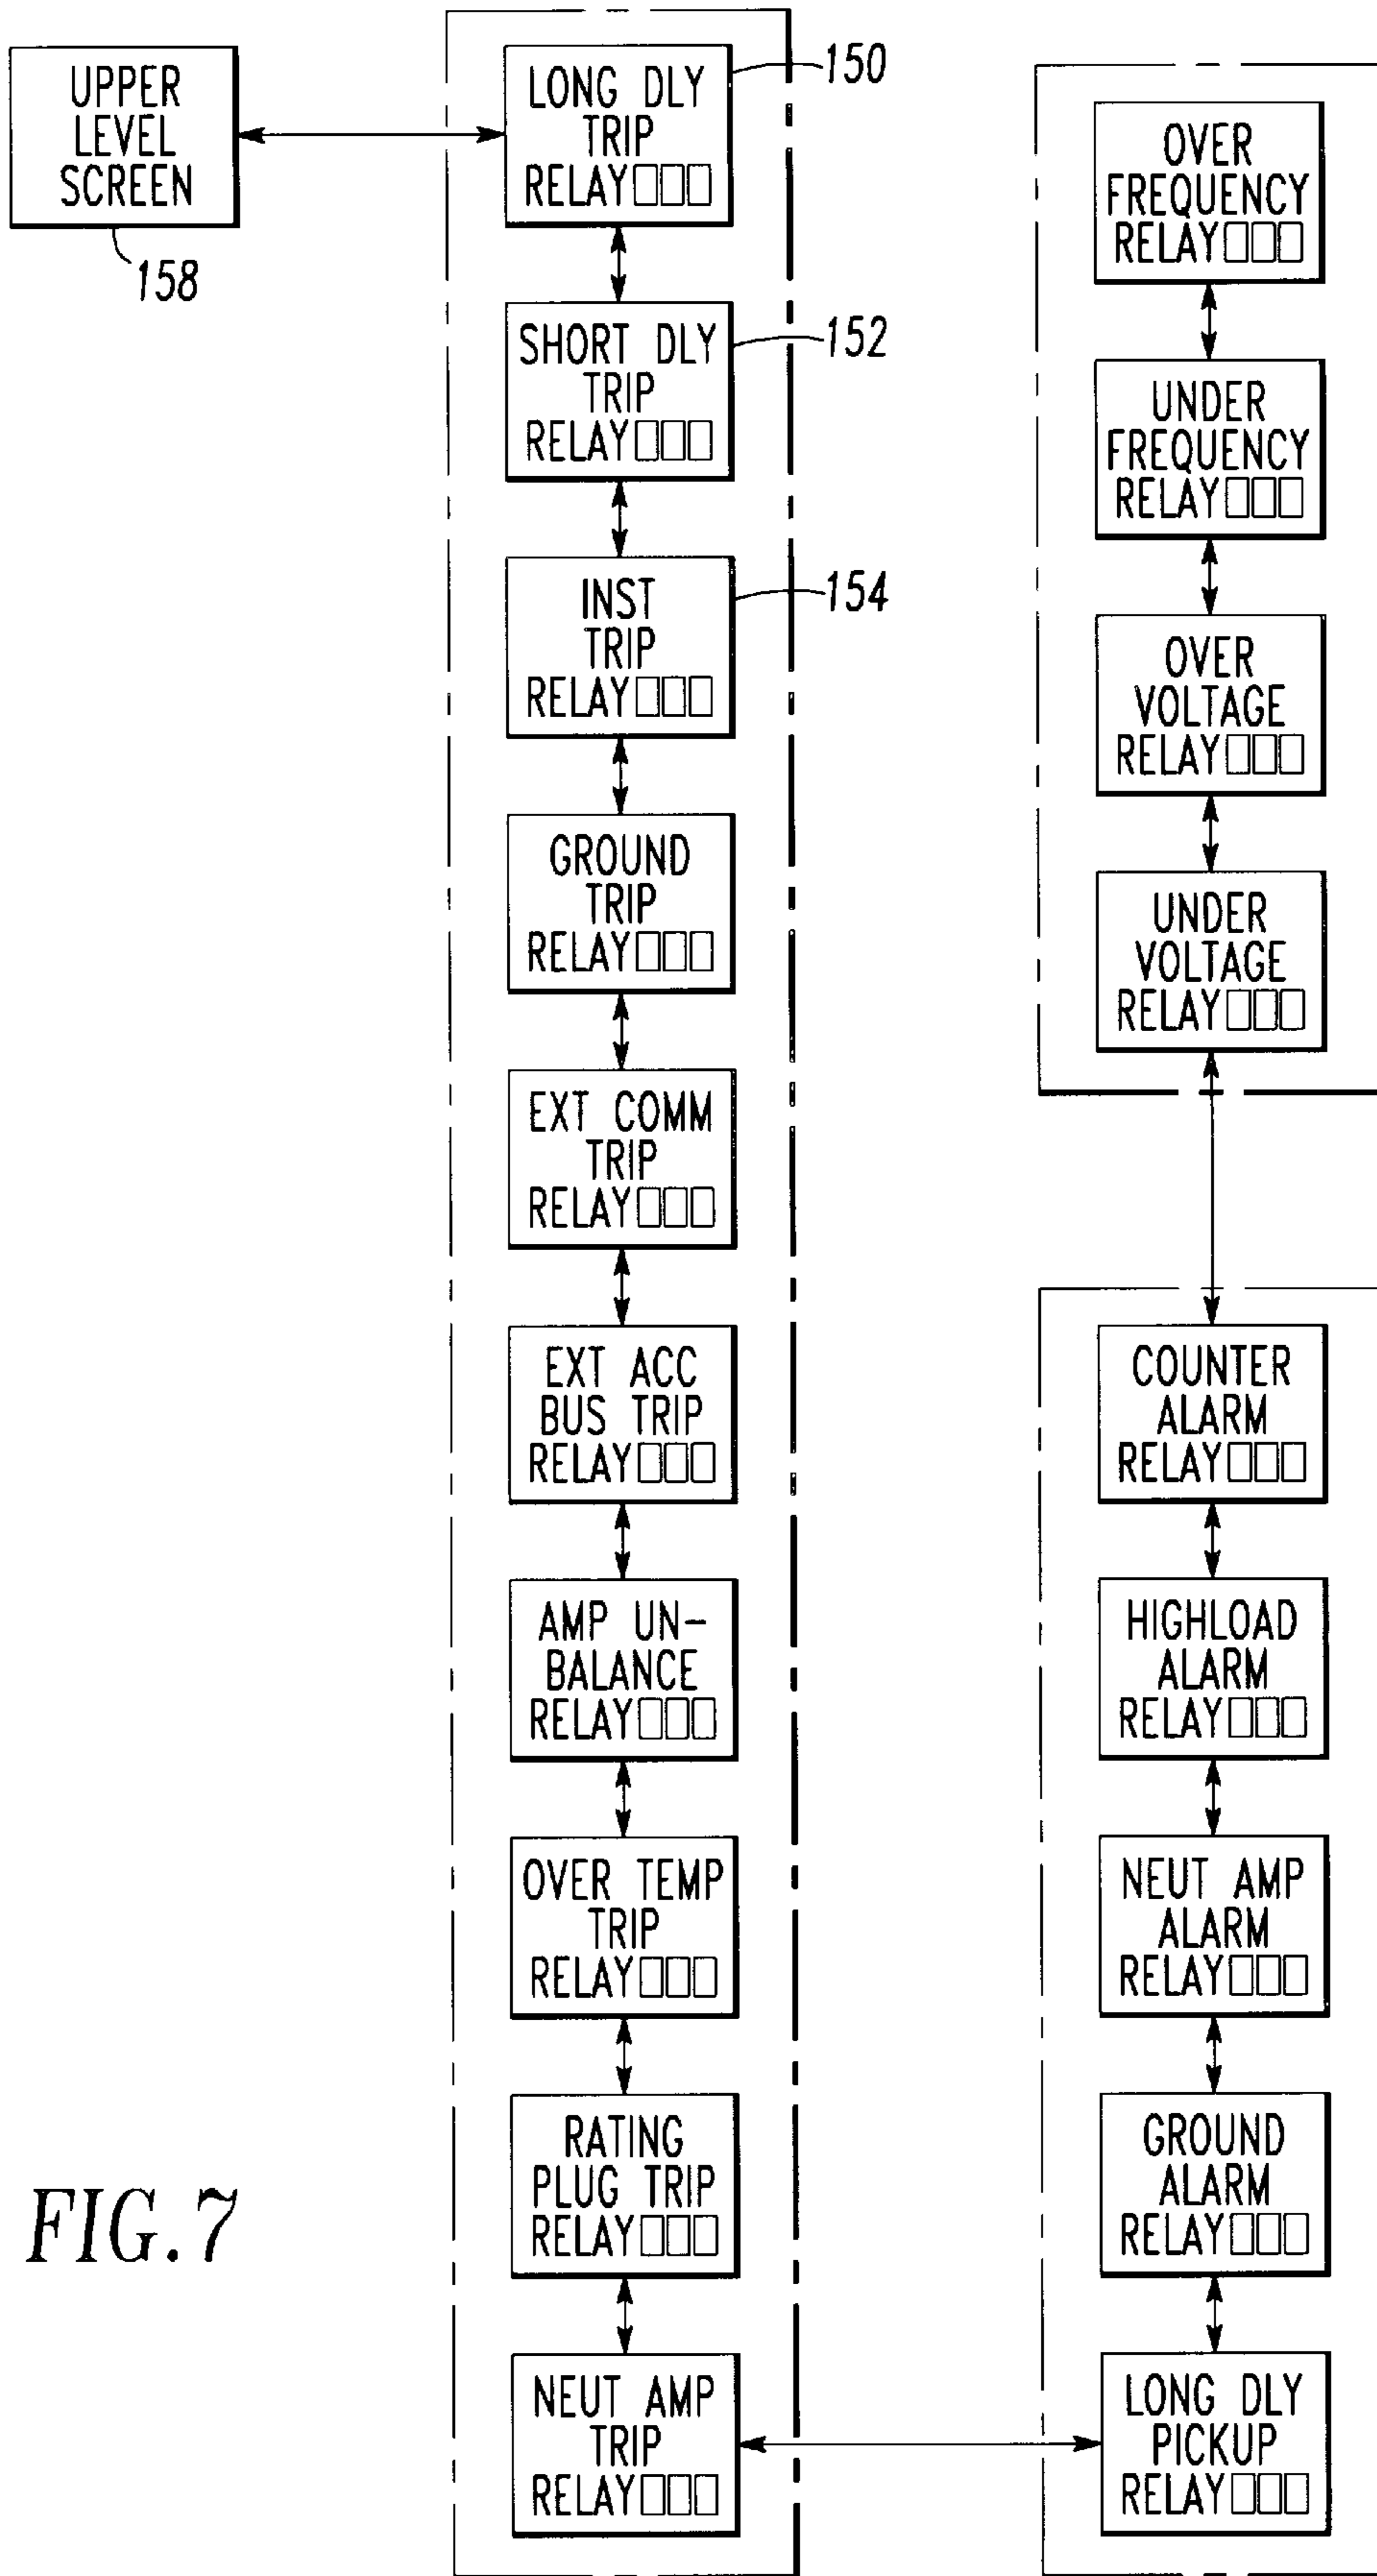 UPPER
LEVEL
SCREEN
158
LONG DLY
TRIP
RELAY□□□
150
SHORT DLY
TRIP
RELAY□□□
152
INST
TRIP
RELAY□□□
154
GROUND
TRIP
RELAY□□□
EXT COMM
TRIP
RELAY□□□
EXT ACC
BUS TRIP
RELAY□□□
AMP UN-
BALANCE
RELAY□□□
OVER TEMP
TRIP
RELAY□□□
RATING
PLUG TRIP
RELAY□□□
NEUT AMP
TRIP
RELAY□□□
OVER
FREQUENCY
RELAY□□□
UNDER
FREQUENCY
RELAY□□□
OVER
VOLTAGE
RELAY□□□
UNDER
VOLTAGE
RELAY□□□
COUNTER
ALARM
RELAY□□□
HIGHLOAD
ALARM
RELAY□□□
NEUT AMP
ALARM
RELAY□□□
GROUND
ALARM
RELAY□□□
LONG DLY
PICKUP
RELAY□□□
FIG. 7